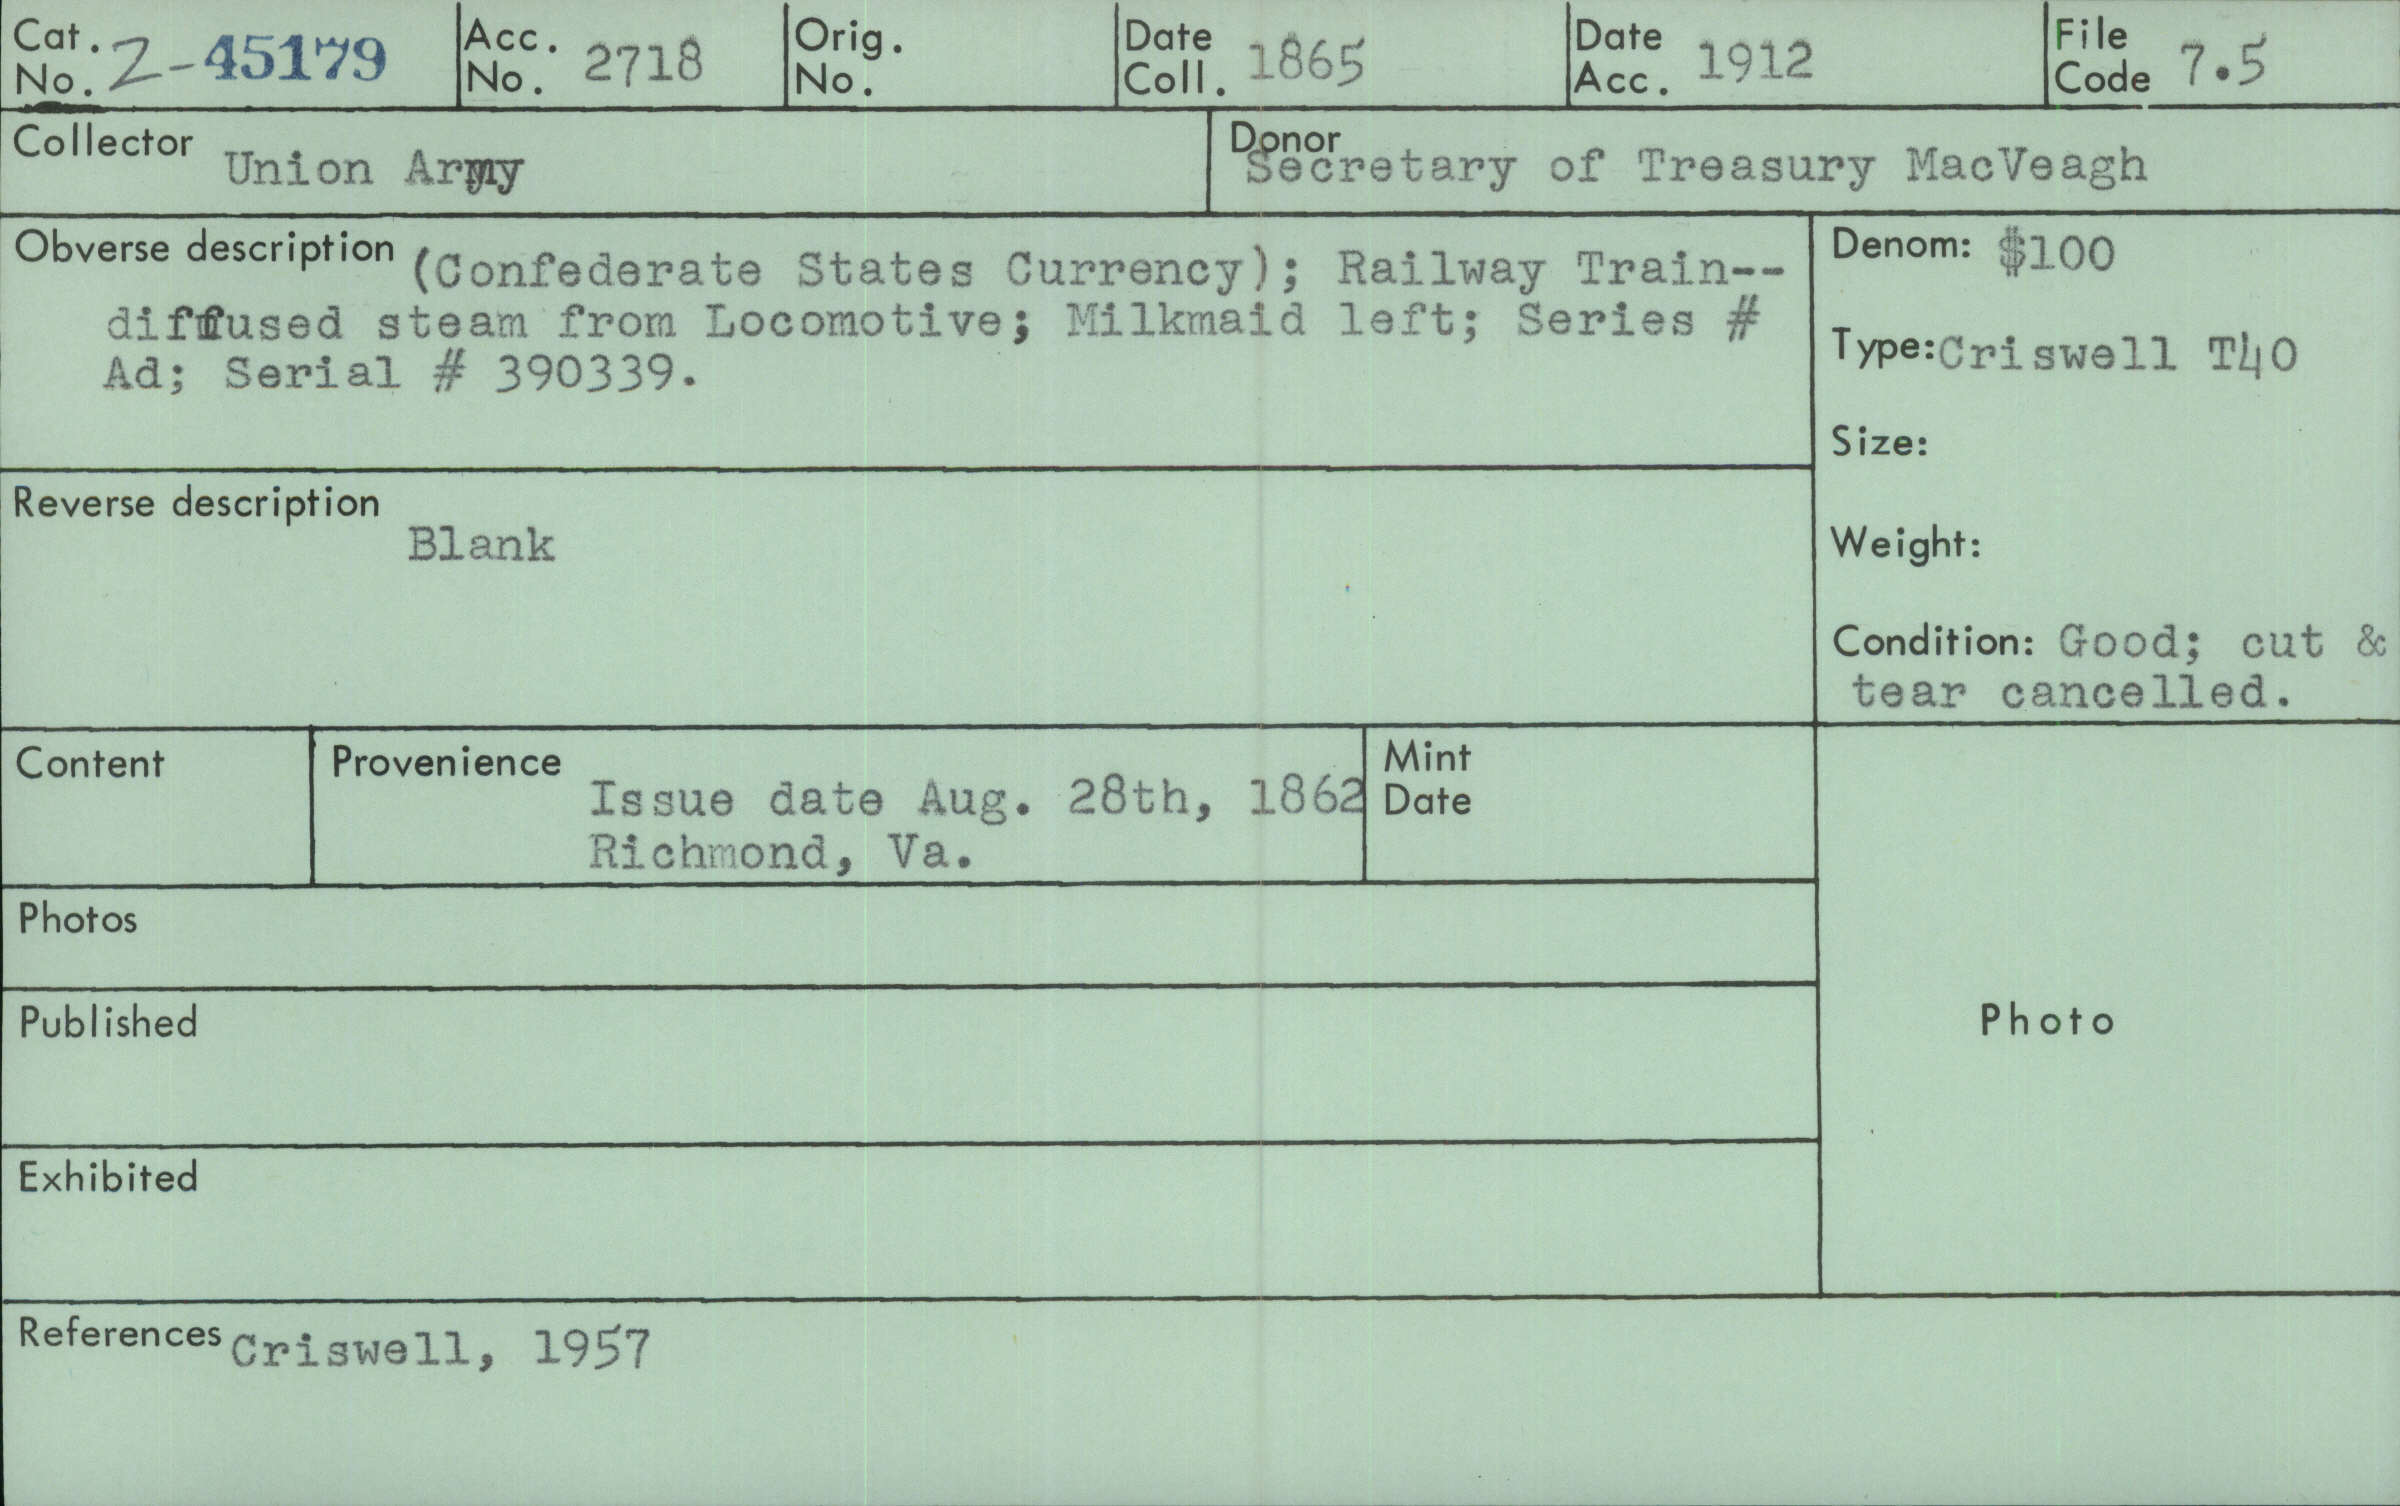 Cat. No. 2-45179
Acc. No. 2718
Orig. No.
Date Coll. 1865
Date Acc. 1912
File Code 7.5
Collector Union Army
Donor Secretary of Treasury MacVeagh
Obverse description (Confederate States Currency); Railway Train--
diffused steam from Locomotive; Milkmaid left; Series #
Ad; Serial # 390339.
Denom: $100
Type: Criswell T40
Size:
Weight:
Condition: Good; cut &
tear cancelled.
Reverse description
Blank
Content
Provenience
Issue date Aug. 28th, 1862
Richmond, Va.
Mint
Date
Photos
Published
Photo
Exhibited
References Criswell, 1957